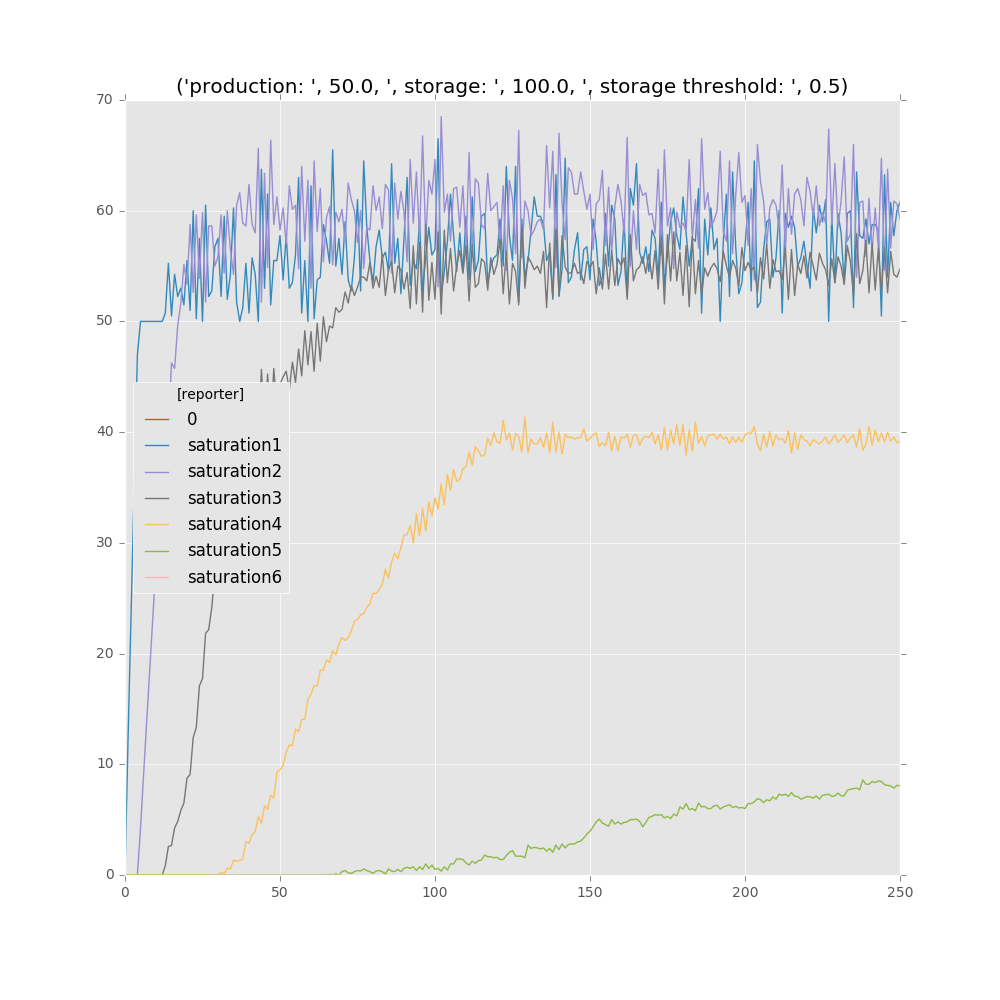 ('production: ', 50.0, ', storage: ', 100.0, ', storage threshold: ', 0.5)
70
60
50
40
30
20
10
0
[reporter]
0
saturation1
saturation2
saturation3
saturation4
saturation5
saturation6
0 50 100 150 200 250